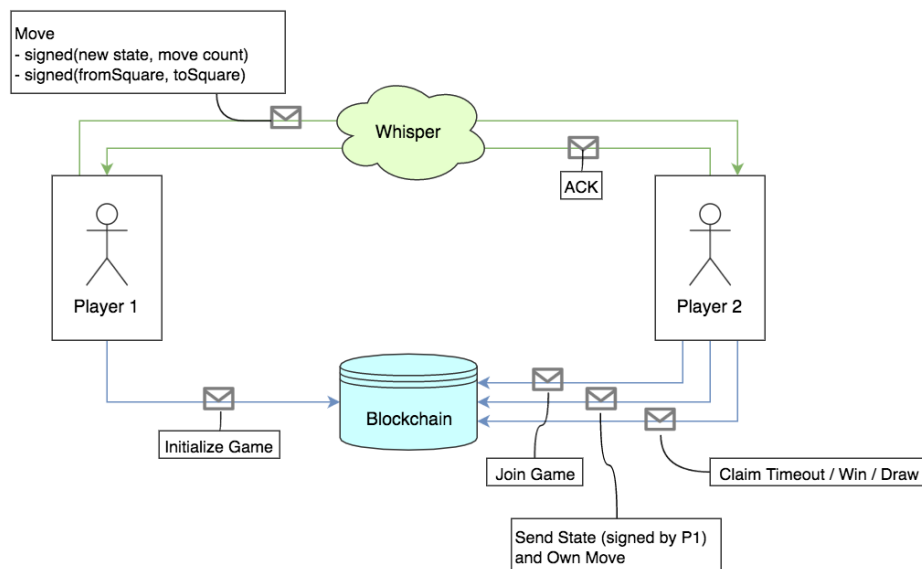 Move
- signed(new state, move count)
- signed(fromSquare, toSquare)
Whisper
ACK
Player 1
Player 2
Blockchain
Initialize Game
Join Game
Claim Timeout / Win / Draw
Send State (signed by P1)
and Own Move